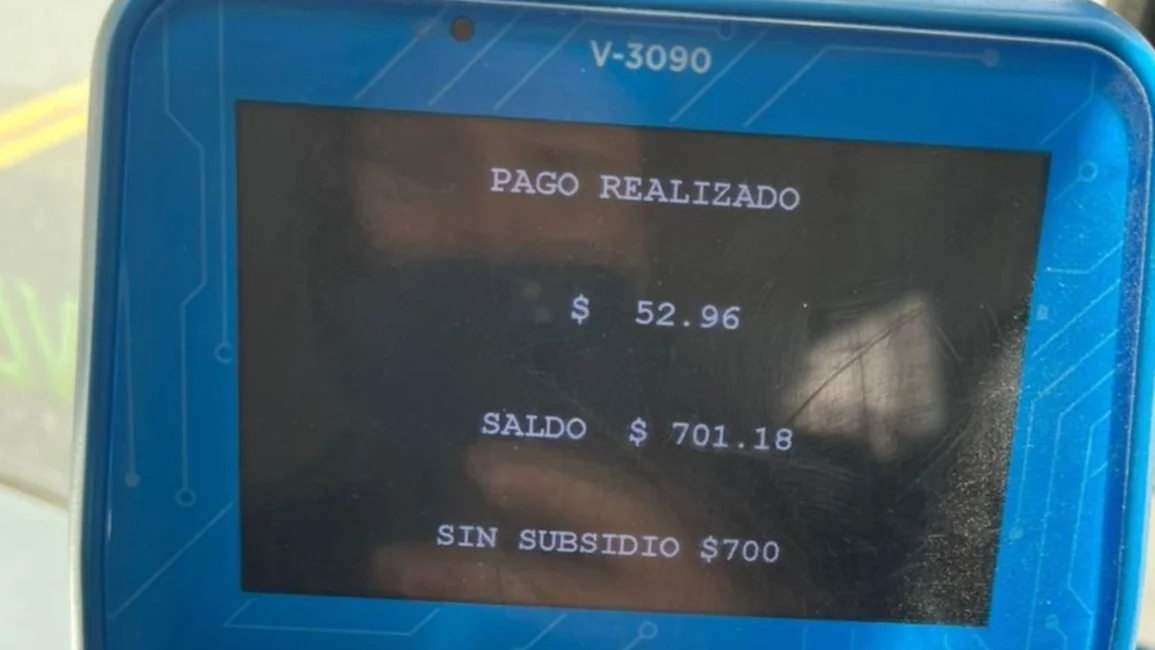 V-3090
PAGO REALIZADO
$ 52.96
SALDO $ 701.18
SIN SUBSIDIO $700